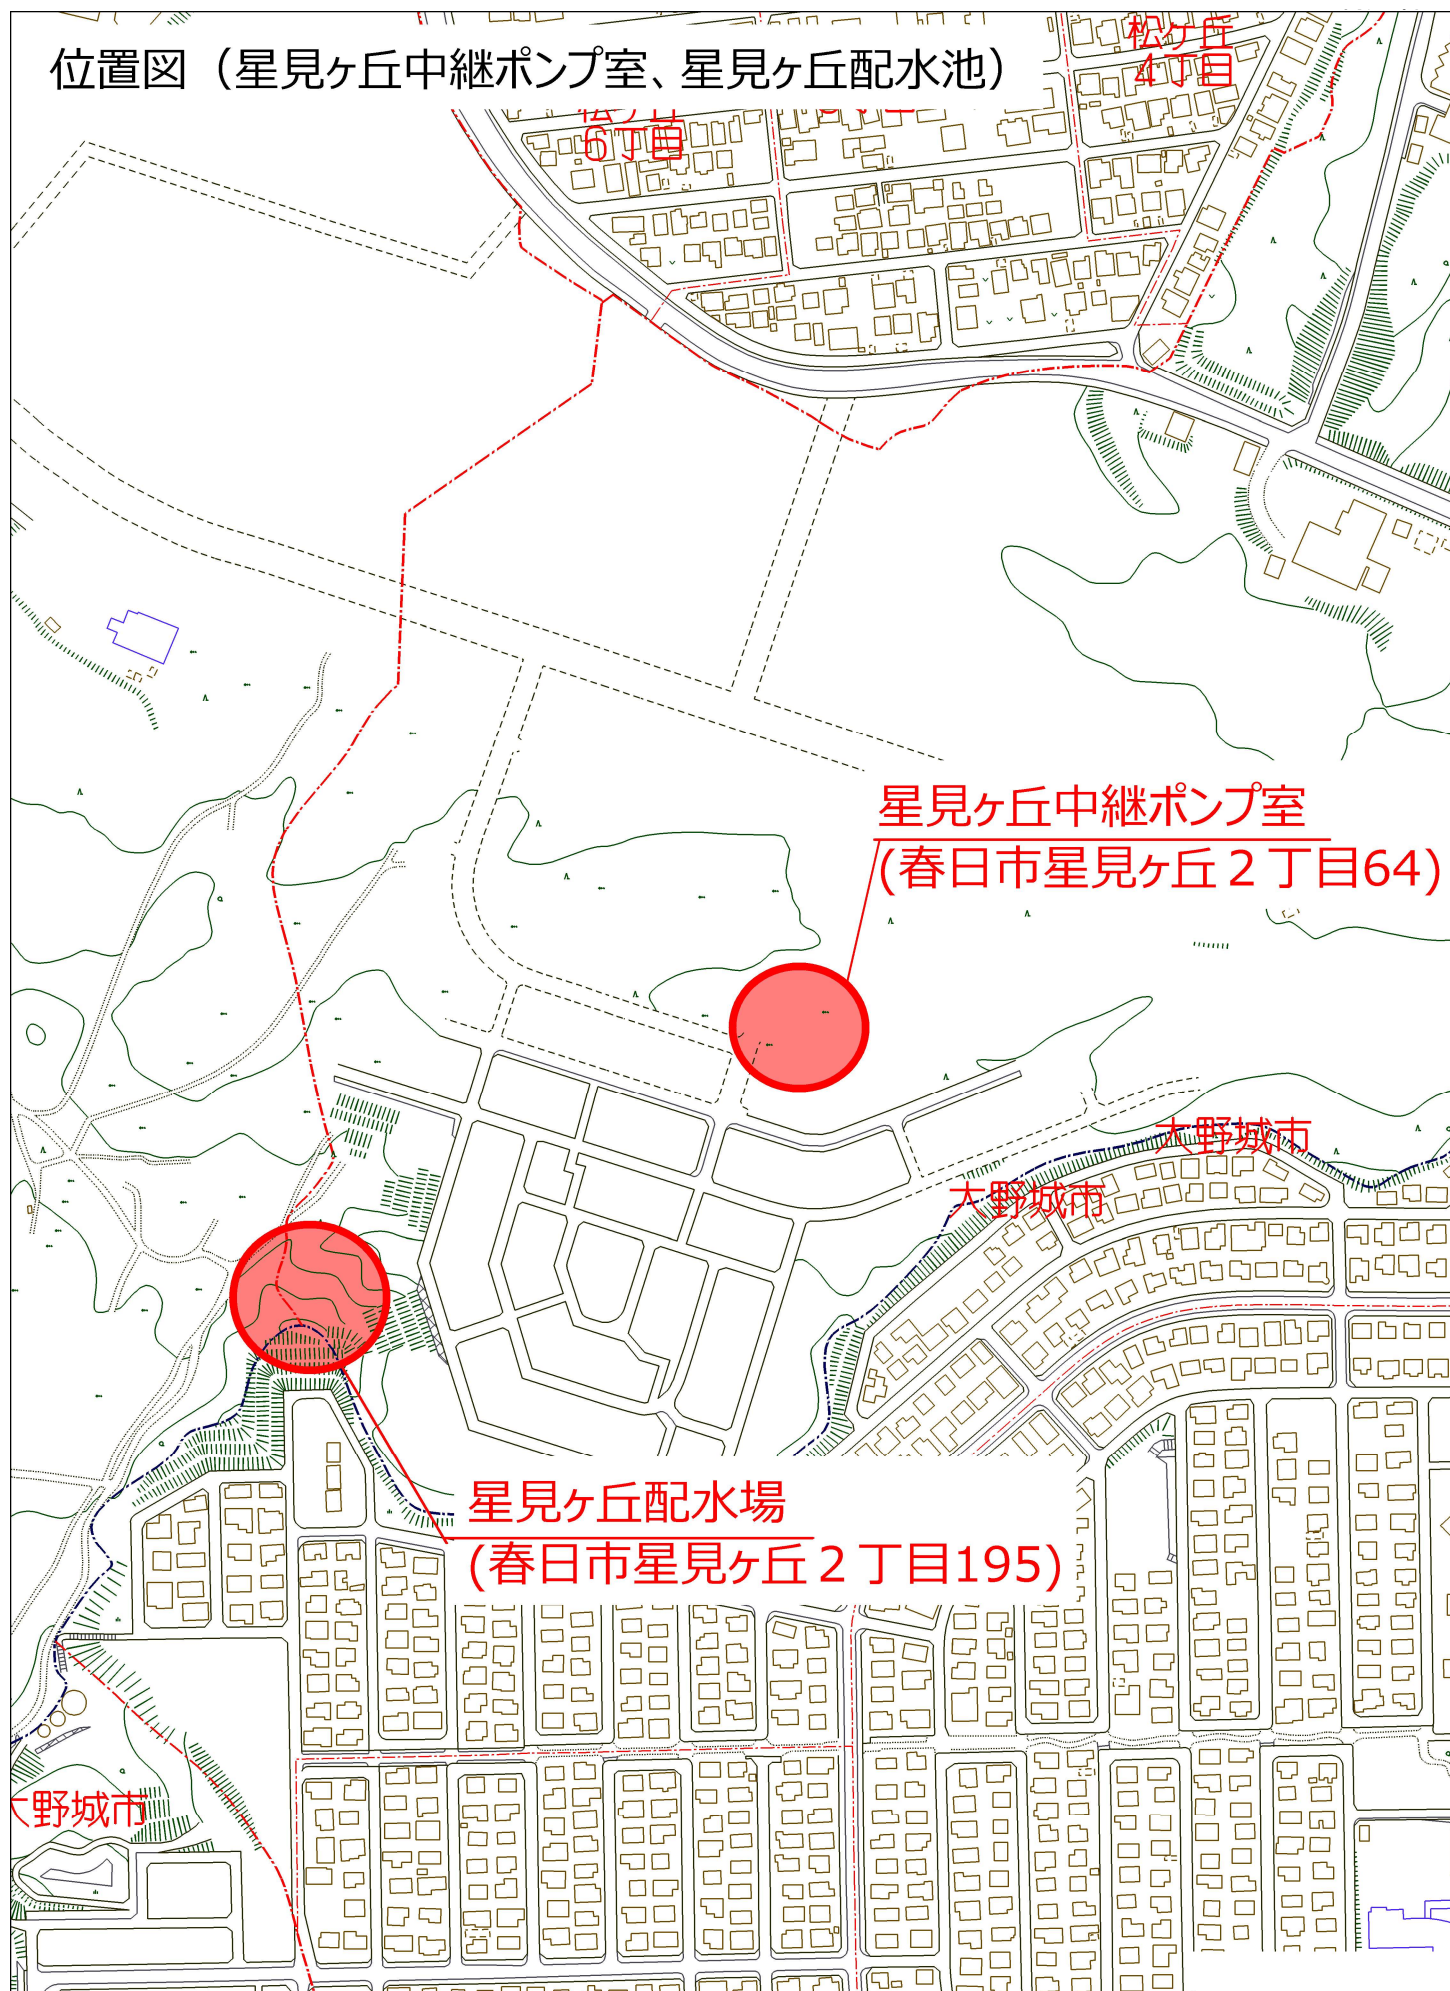 位置図（星見ヶ丘中継ポンプ室、星見ヶ丘配水池）
松ケ丘
4丁目
6丁目
星見ヶ丘中継ポンプ室
(春日市星見ヶ丘２丁目64)
大野城市
大野城市
星見ヶ丘配水場
(春日市星見ヶ丘２丁目195)
大野城市